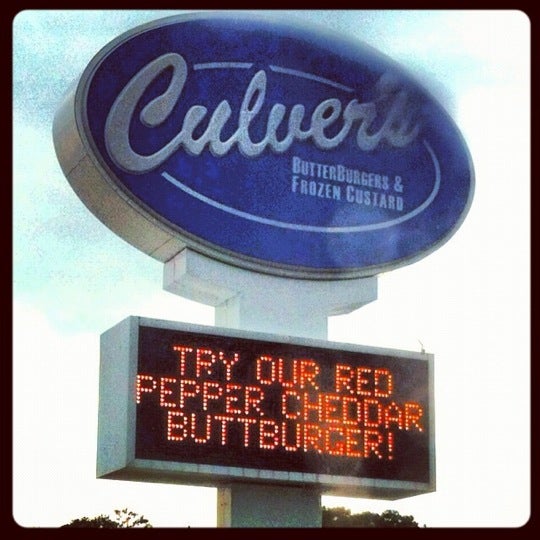 Culver's
ButterBurgers &
Frozen Custard
TRY OUR RED
PEPPER CHEDDAR
BUTTBURGER!